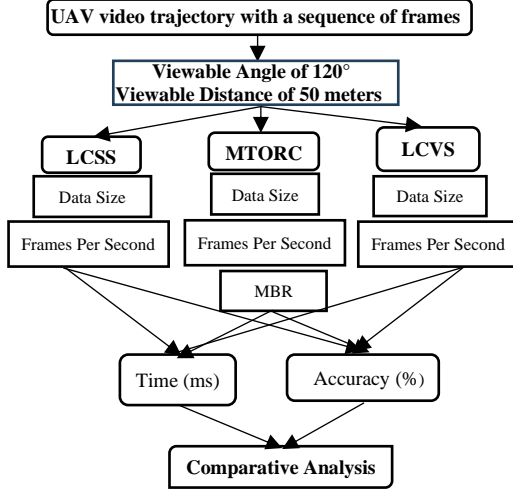 UAV video trajectory with a sequence of frames
Viewable Angle of 120°
Viewable Distance of 50 meters
LCSS
MTORC
LCVS
Data Size
Data Size
Data Size
Frames Per Second
Frames Per Second
Frames Per Second
MBR
Time (ms)
Accuracy (%)
Comparative Analysis